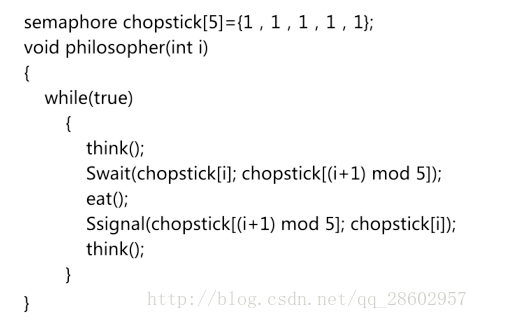 semaphore chopstick[5]={1 , 1 , 1 , 1 , 1};
void philosopher(int i)
{
while(true)
{
think();
Swait(chopstick[i]; chopstick[(i+1) mod 5]);
eat();
Ssignal(chopstick[(i+1) mod 5]; chopstick[i]);
think();
}
}
http://blog.csdn.net/qq_28602957